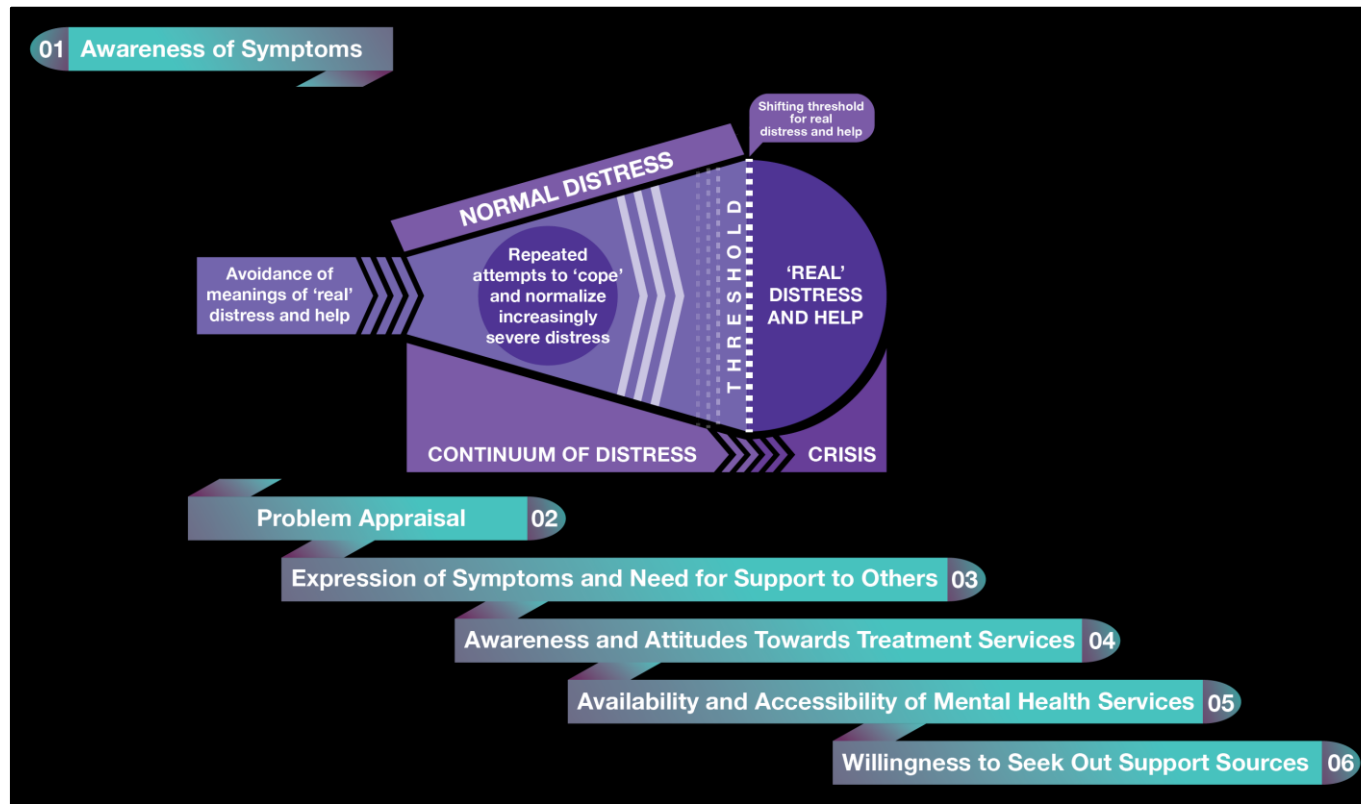 01 Awareness of Symptoms
Shifting threshold
for real
distress and help
NORMAL DISTRESS
Avoidance of
meanings of ‘real’
distress and help
Repeated
attempts to ‘cope’
and normalize
increasingly
severe distress
THRESHOLD
‘REAL’
DISTRESS
AND HELP
CONTINUUM OF DISTRESS
CRISIS
Problem Appraisal 02
Expression of Symptoms and Need for Support to Others 03
Awareness and Attitudes Towards Treatment Services 04
Availability and Accessibility of Mental Health Services 05
Willingness to Seek Out Support Sources 06